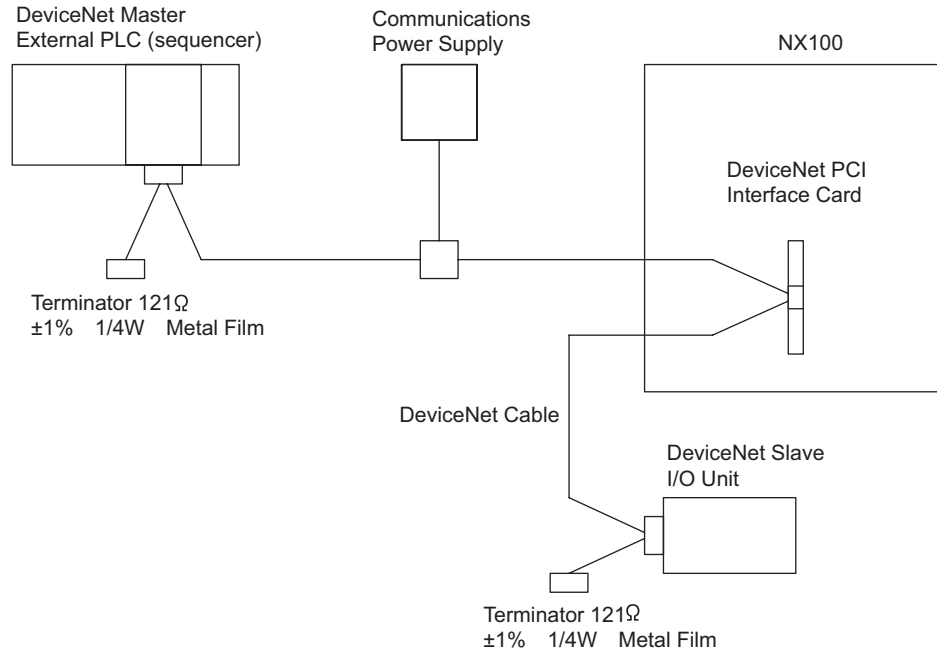 DeviceNet Master
External PLC (sequencer)
Communications
Power Supply
NX100
DeviceNet PCI
Interface Card
Terminator 121Ω
±1% 1/4W Metal Film
DeviceNet Cable
DeviceNet Slave
I/O Unit
Terminator 121Ω
±1% 1/4W Metal Film